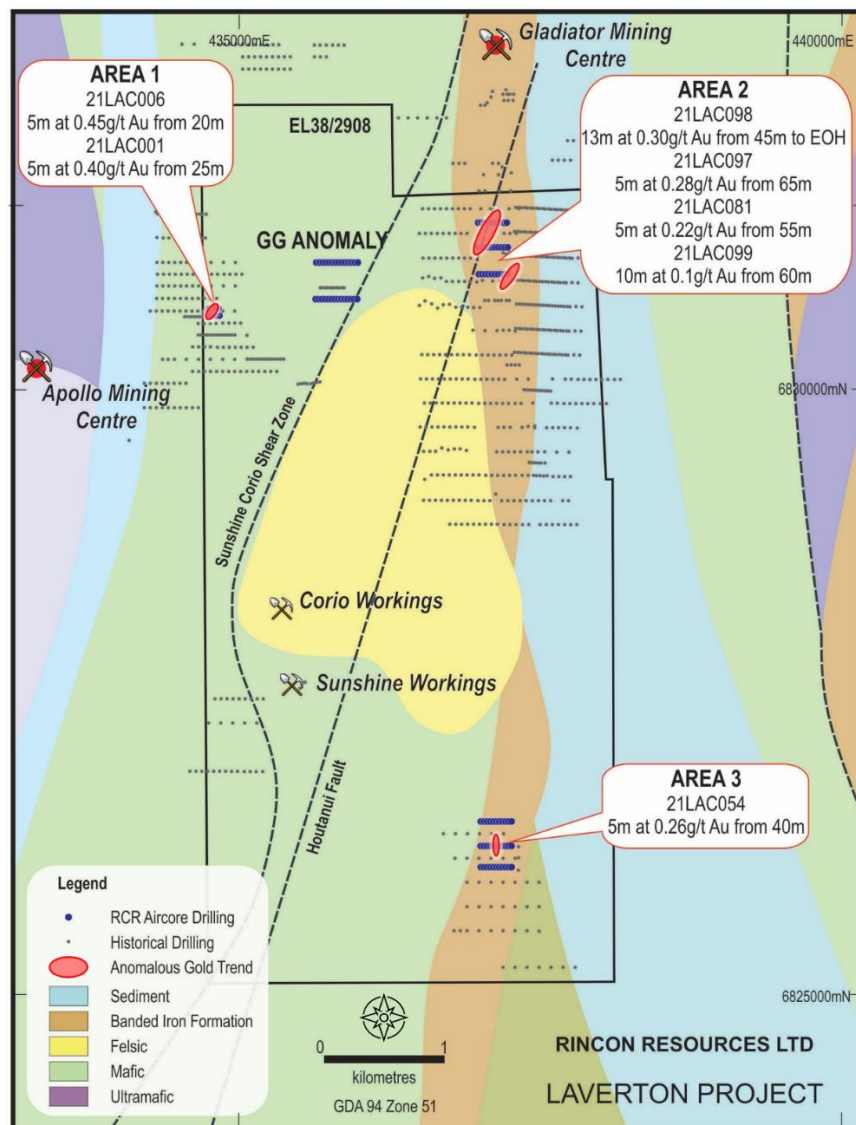 435000mE
440000mE
Gladiator Mining
Centre
AREA 1
21LAC006
5m at 0.45g/t Au from 20m
21LAC001
5m at 0.40g/t Au from 25m
EL38/2908
AREA 2
21LAC098
13m at 0.30g/t Au from 45m to EOH
21LAC097
5m at 0.28g/t Au from 65m
21LAC081
5m at 0.22g/t Au from 55m
21LAC099
10m at 0.1g/t Au from 60m
GG ANOMALY
Apollo Mining
Centre
6830000mN
Sunshine Corio Shear Zone
Corio Workings
Sunshine Workings
Houtanui Fault
AREA 3
21LAC054
5m at 0.26g/t Au from 40m
Legend
RCR Aircore Drilling
Historical Drilling
Anomalous Gold Trend
Sediment
Banded Iron Formation
Felsic
Mafic
Ultramafic
0 1
kilometres
GDA 94 Zone 51
6825000mN
RINCON RESOURCES LTD
LAVERTON PROJECT